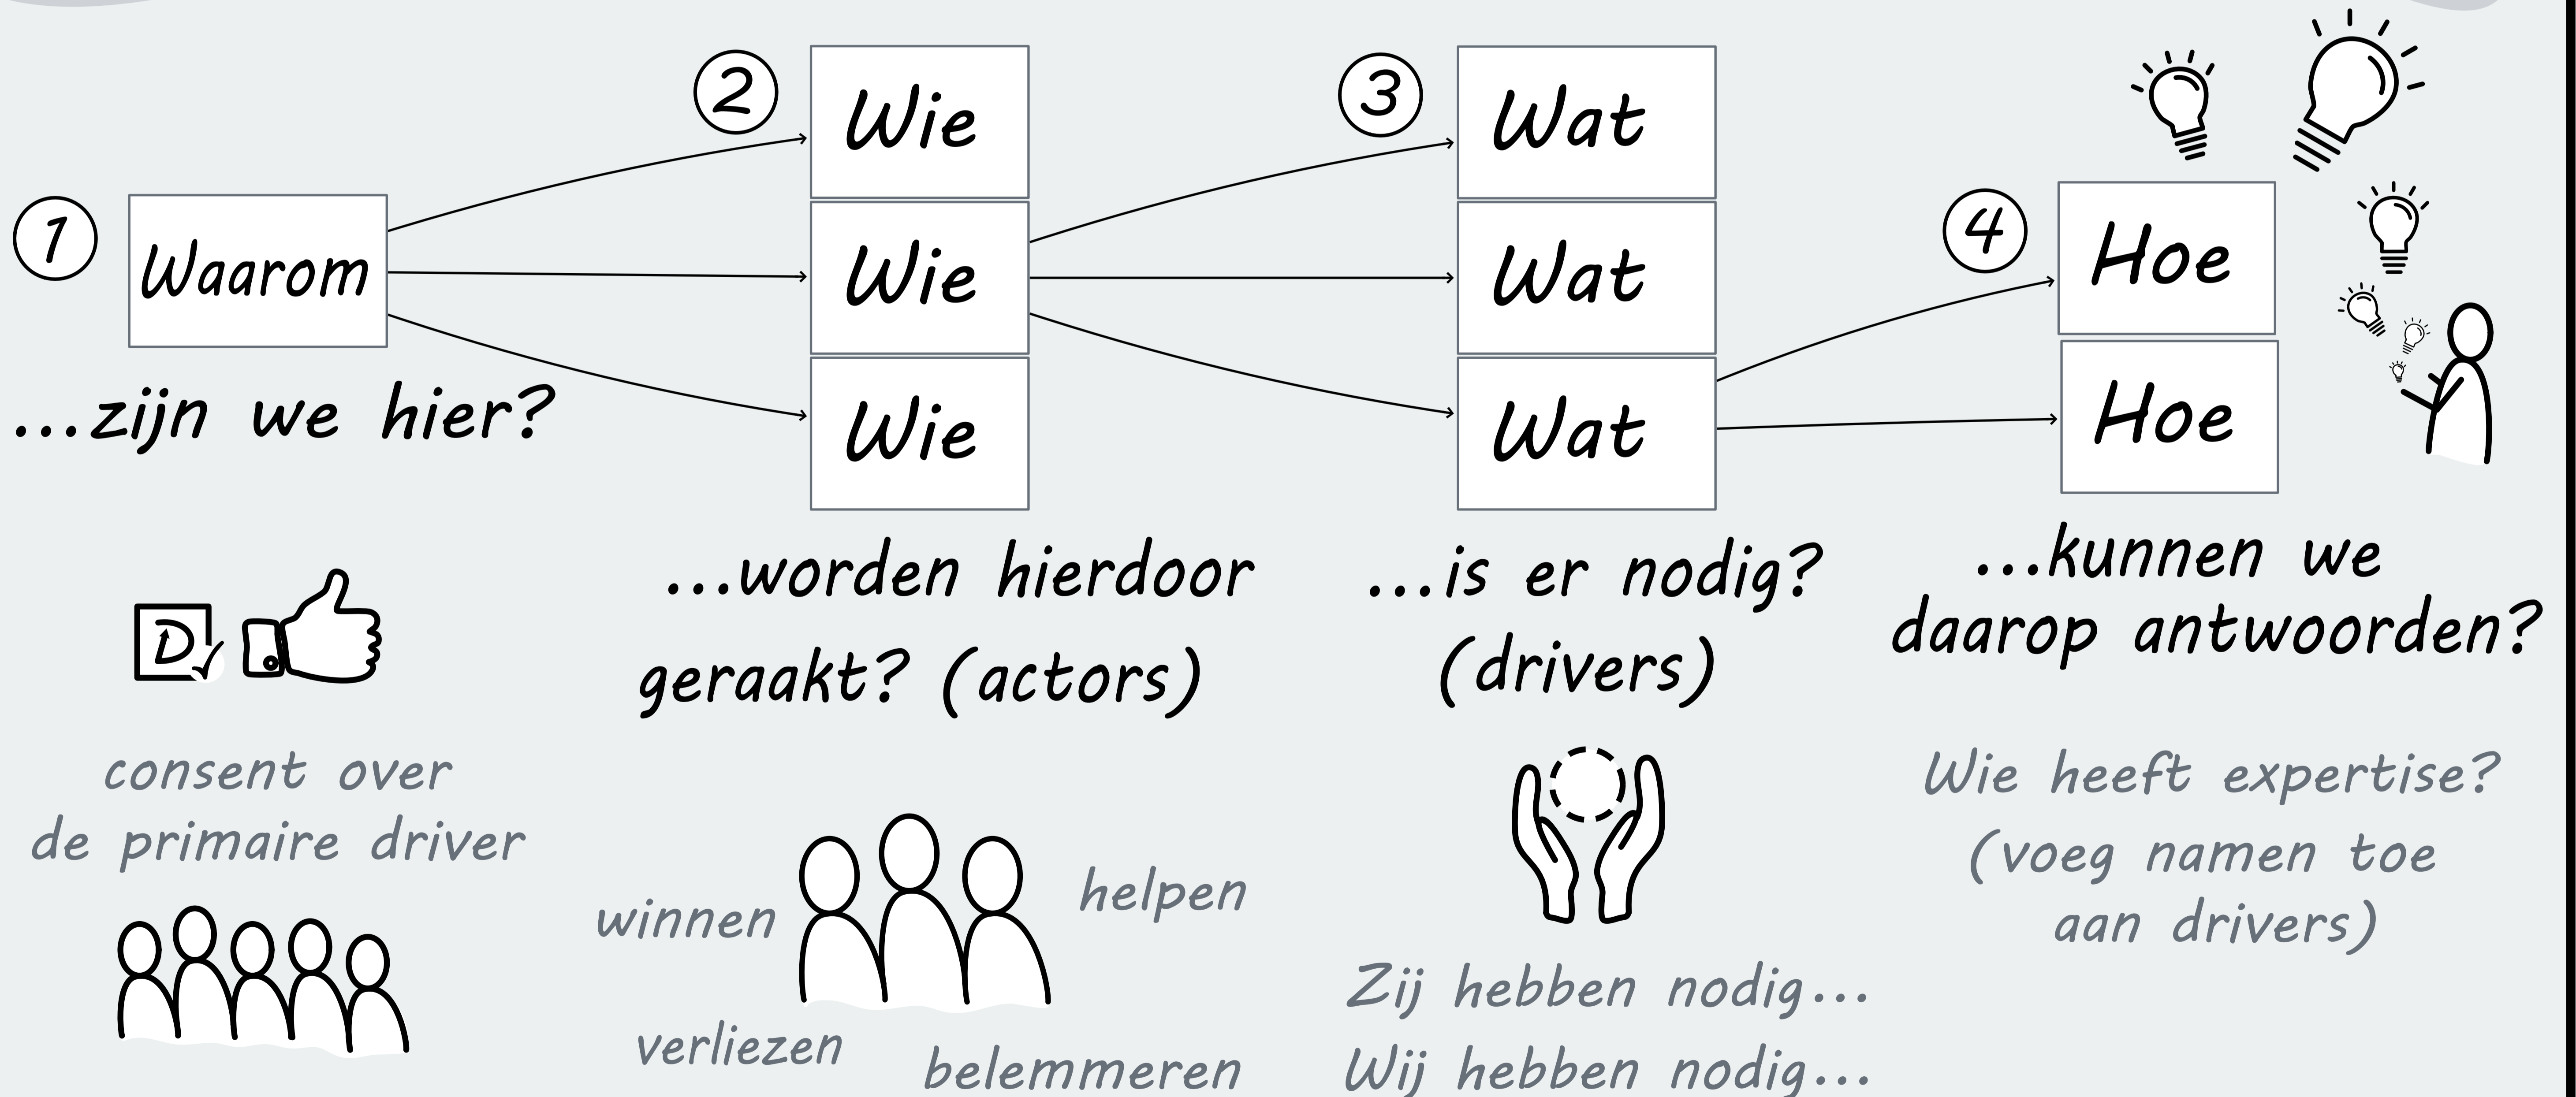 1
Waarom
...zijn we hier?
D
consent over
de primaire driver
2
Wie
Wie
Wie
...worden hierdoor
geraakt? (actors)
winnen
helpen
verliezen
belemmeren
3
Wat
Wat
Wat
...is er nodig?
(drivers)
Zij hebben nodig...
Wij hebben nodig...
4
Hoe
Hoe
...kunnen we
daarop antwoorden?
Wie heeft expertise?
(voeg namen toe
aan drivers)